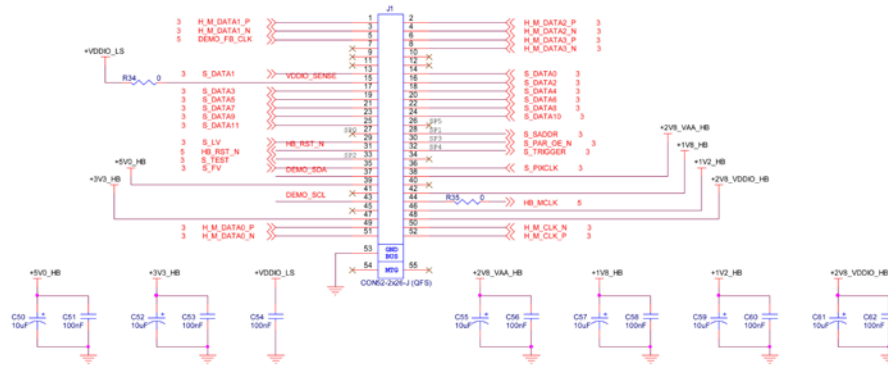 J1
3 H_M_DATA1_P 1 2 H_M_DATA2_P 3
3 H_M_DATA1_N 3 4 H_M_DATA2_N 3
5 DEMO_FB_CLK 5 6 H_M_DATA3_P 3
7 8 H_M_DATA3_N 3
+VDDIO_LS 9 10
11 12
3 S_DATA1 13 14 S_DATA0 3
R34 0 VDDIO_SENSE 15 16 S_DATA2 3
3 S_DATA3 17 18 S_DATA4 3
3 S_DATA5 19 20 S_DATA6 3
3 S_DATA7 21 22 S_DATA8 3
3 S_DATA9 23 24 S_DATA10 3
3 S_DATA11 25 26 SP5
27 28 SP1 S_SADDR 3
3 S_LV 29 30 SP3 S_PAR_OE_N 3
5 HB_RST_N HB_RST_N 31 32 SP4 S_TRIGGER 3
3 S_TEST SP2 33 34
3 S_FV 35 36 S_PIXCLK 3
+2V8_VAA_HB
+1V8_HB
+5V0_HB DEMO_SDA 37 38
+1V2_HB
+3V3_HB 39 40
+2V8_VDDIO_HB
41 42
DEMO_SCL 43 44 R35 0 HB_MCLK 5
45 46
47 48
3 H_M_DATA0_P 49 50 H_M_CLK_N 3
3 H_M_DATA0_N 51 52 H_M_CLK_P 3
53 GND
BUS
54 MTG 55
CON52-2x26-J (QFS)
+5V0_HB +3V3_HB +VDDIO_LS +2V8_VAA_HB +1V8_HB +1V2_HB +2V8_VDDIO_HB
C50 C51 C52 C53 C54 C55 C56 C57 C58 C59 C60 C61 C62
10uF 100nF 10uF 100nF 100nF 10uF 100nF 10uF 100nF 10uF 100nF 10uF 100nF